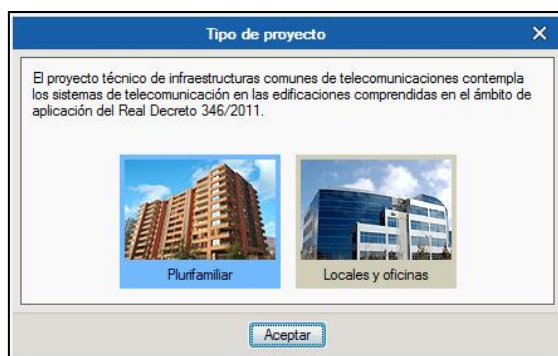 Tipo de proyecto
El proyecto técnico de infraestructuras comunes de telecomunicaciones contempla
los sistemas de telecomunicación en las edificaciones comprendidas en el ámbito de
aplicación del Real Decreto 346/2011.
Plurifamiliar
Locales y oficinas
Aceptar